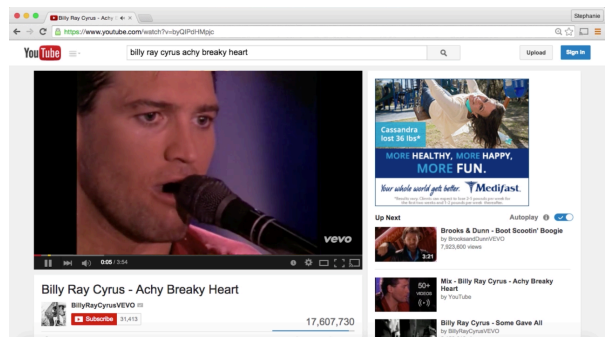 Billy Ray Cyrus - Achy
Stephanie
https://www.youtube.com/watch?v=byQIPdHMpjc
YouTube
billy ray cyrus achy breaky heart
Upload
Sign in
vevo
0:05 / 3:54
Cassandra
lost 36 lbs*
MORE HEALTHY, MORE HAPPY,
MORE FUN.
Your whole world gets better. Medifast.
Up Next
Autoplay
Brooks & Dunn - Boot Scootin' Boogie
by BrooksandDunnVEVO
7,923,800 views
3:21
50+
VIDEOS
Mix - Billy Ray Cyrus - Achy Breaky
Heart
by YouTube
Billy Ray Cyrus - Some Gave All
by BillyRayCyrusVEVO
Billy Ray Cyrus - Achy Breaky Heart
BillyRayCyrusVEVO
Subscribe 31,413
17,607,730